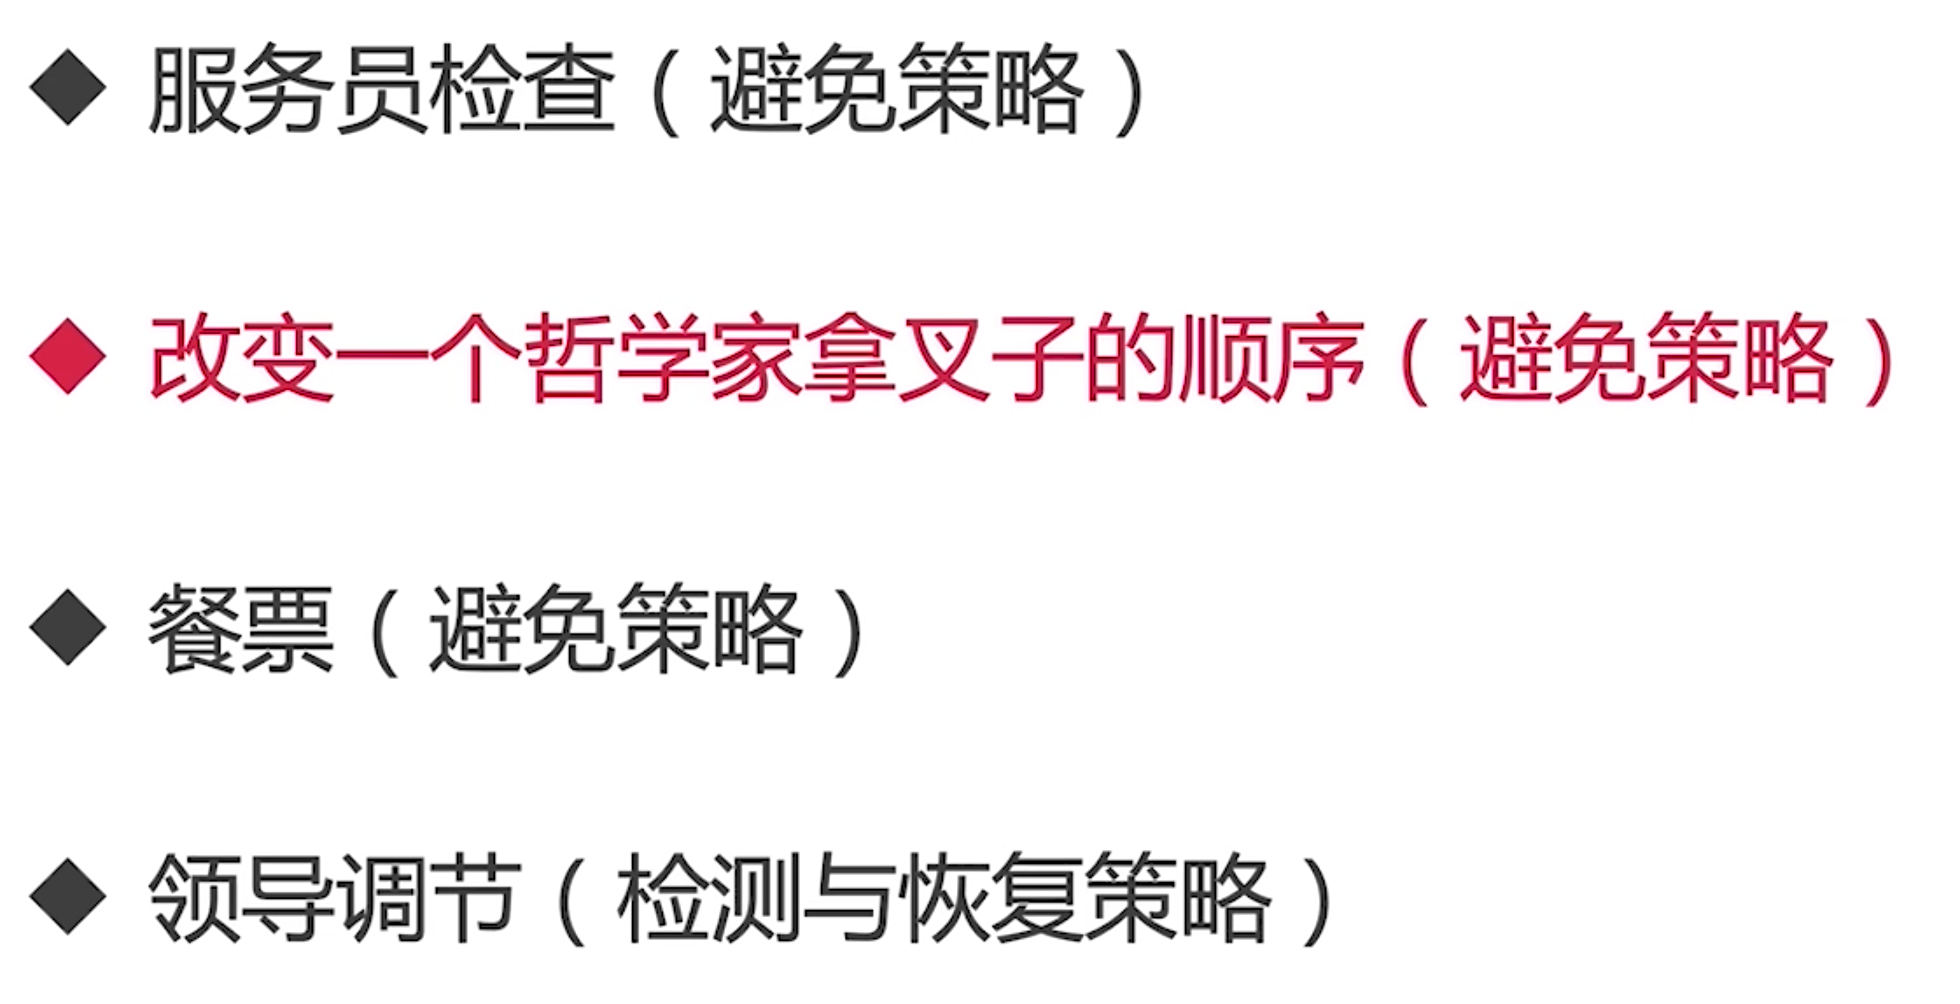 ◆ 服务员检查（避免策略）
◆ 改变一个哲学家拿叉子的顺序（避免策略）
◆ 餐票（避免策略）
◆ 领导调节（检测与恢复策略）